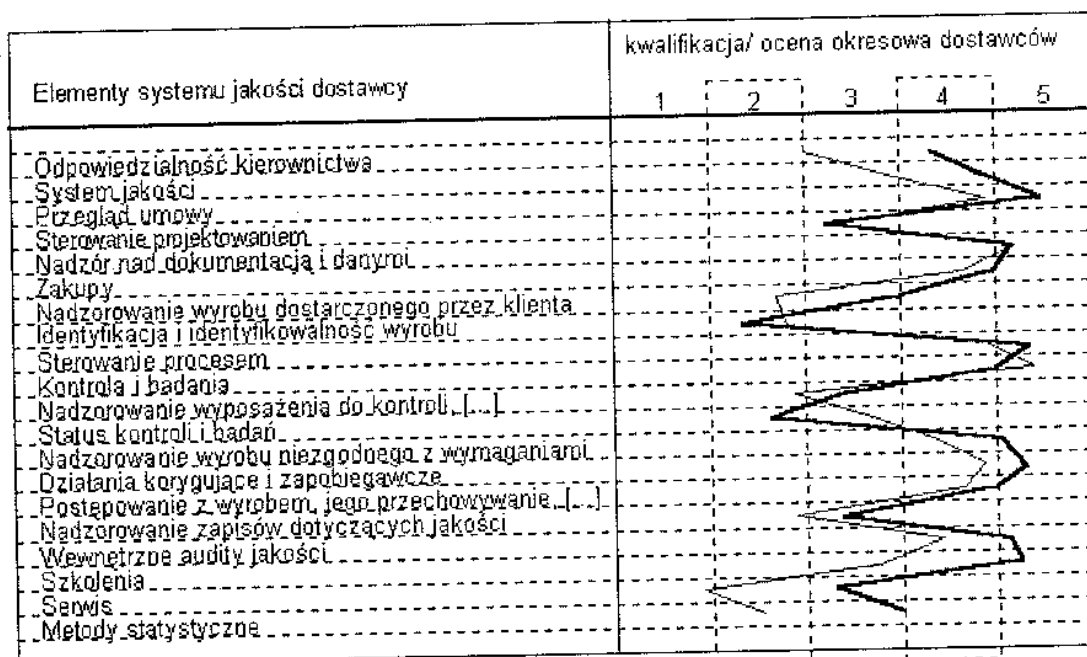 kwalifikacja/ ocena okresowa dostawców
Elementy systemu jakości dostawcy
1 2 3 4 5
Odpowiedzialność kierownictwa
System jakości
Przegląd umowy
Sterowanie projektowaniem
Nadzór nad dokumentacją i danymi
Zakupy
Nadzorowanie wyrobu dostarczonego przez klienta
Identyfikacja i identyfikowalność wyrobu
Sterowanie procesem
Kontrola i badania
Nadzorowanie wyposażenia do kontroli [...]
Status kontroli i badań
Nadzorowanie wyrobu niezgodnego z wymaganiami
Działania korygujące i zapobiegawcze
Postępowanie z wyrobem, jego przechowywanie [...]
Nadzorowanie zapisów dotyczących jakości
Wewnętrzne audity jakości
Szkolenia
Serwis
Metody statystyczne